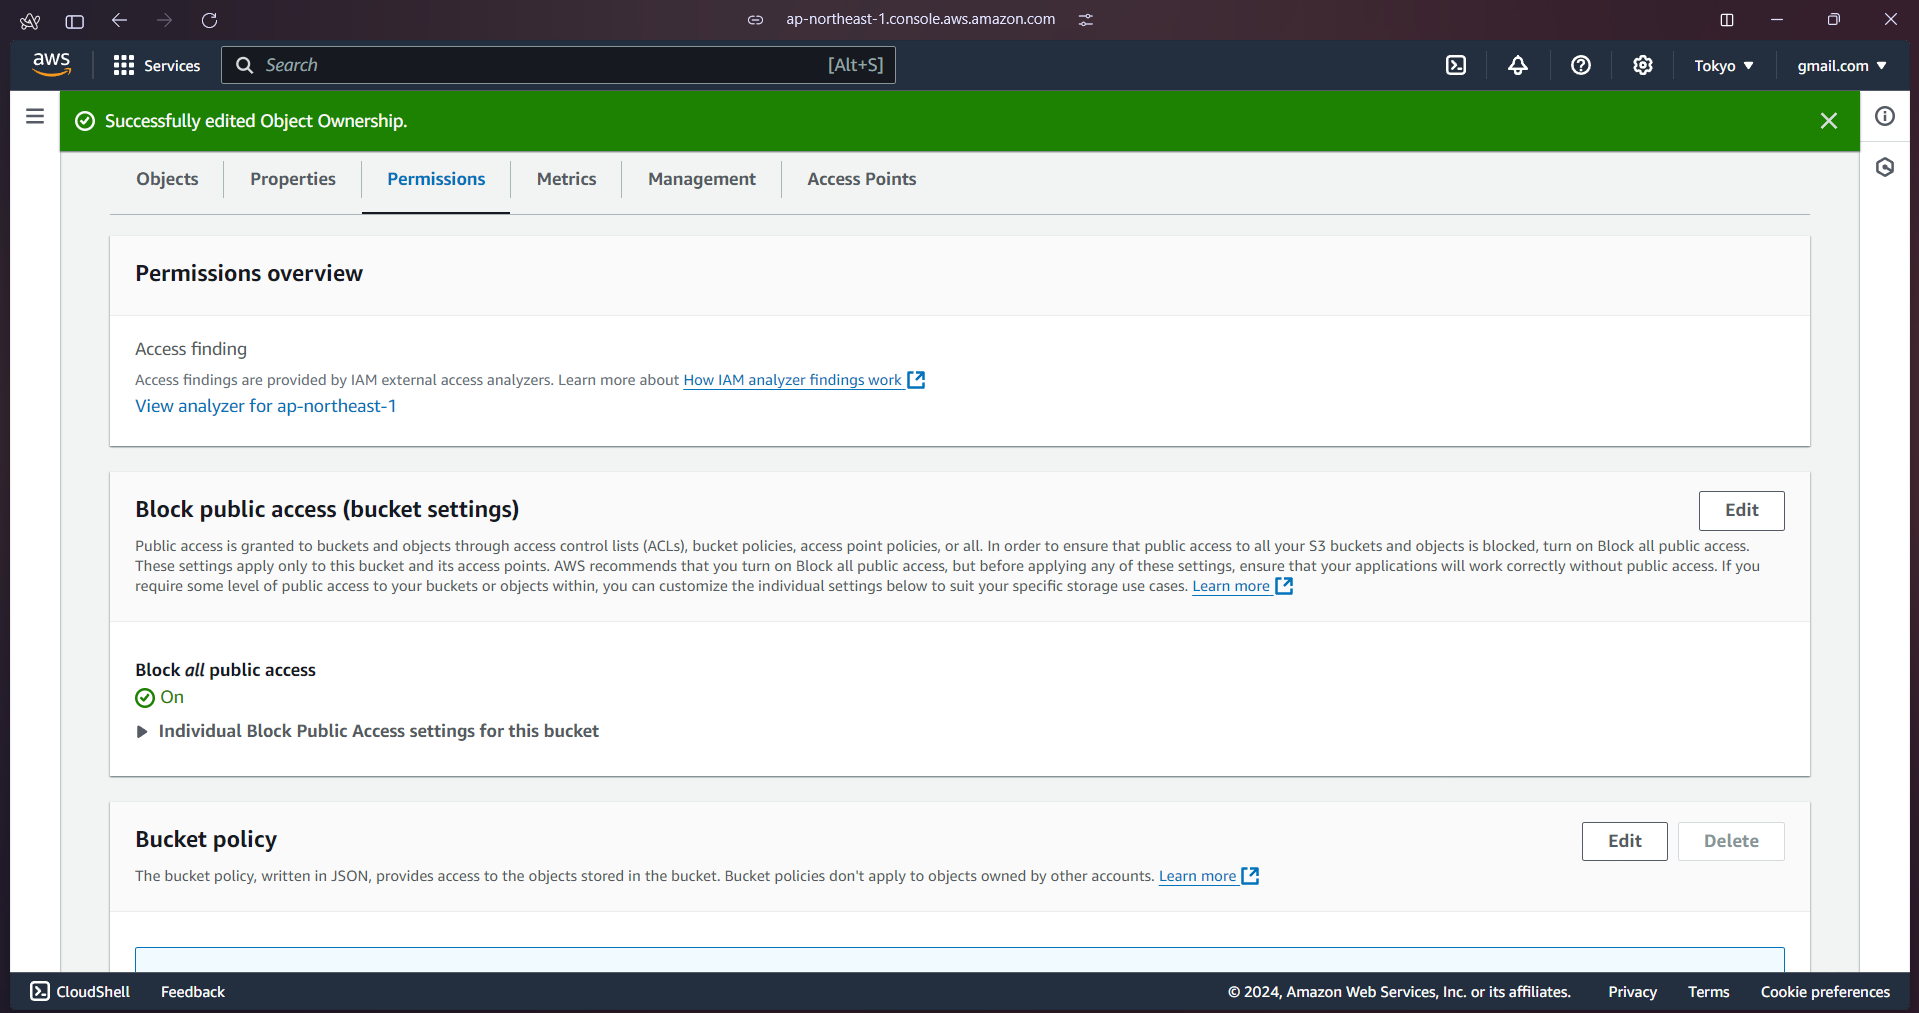 ap-northeast-1.console.aws.amazon.com
aws
Services
Search
[Alt+S]
Tokyo
gmail.com
Successfully edited Object Ownership.
Objects
Properties
Permissions
Metrics
Management
Access Points
Permissions overview
Access finding
Access findings are provided by IAM external access analyzers. Learn more about How IAM analyzer findings work
View analyzer for ap-northeast-1
Block public access (bucket settings)
Edit
Public access is granted to buckets and objects through access control lists (ACLs), bucket policies, access point policies, or all. In order to ensure that public access to all your S3 buckets and objects is blocked, turn on Block all public access.
These settings apply only to this bucket and its access points. AWS recommends that you turn on Block all public access, but before applying any of these settings, ensure that your applications will work correctly without public access. If you
require some level of public access to your buckets or objects within, you can customize the individual settings below to suit your specific storage use cases. Learn more
Block all public access
On
Individual Block Public Access settings for this bucket
Bucket policy
Edit
Delete
The bucket policy, written in JSON, provides access to the objects stored in the bucket. Bucket policies don't apply to objects owned by other accounts. Learn more
CloudShell
Feedback
© 2024, Amazon Web Services, Inc. or its affiliates.
Privacy
Terms
Cookie preferences